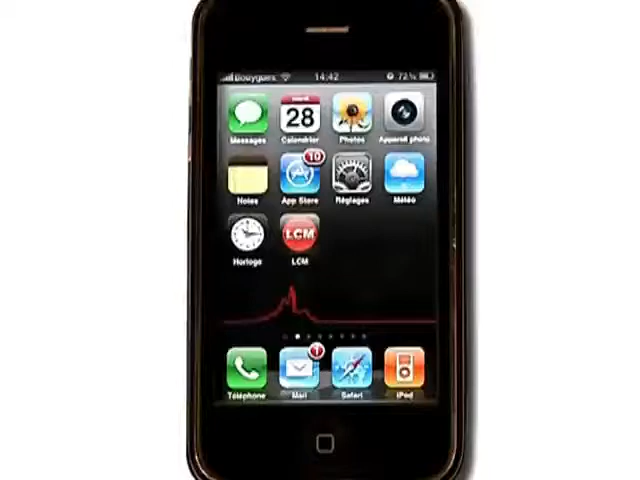 Bouygues 14:42 72%
28
Messages Calendrier Photos Appareil photo
10
Notes App Store Réglages Météo
LCM
Horloge LCM
1
Téléphone Mail Safari iPod